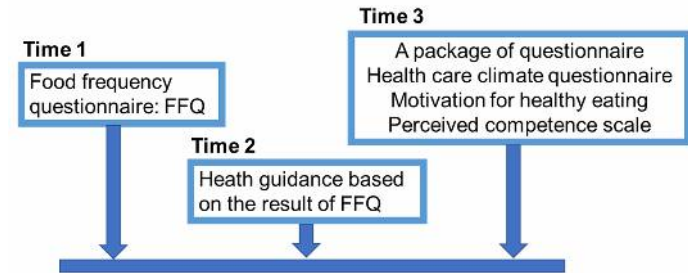 Time 1
Food frequency
questionnaire: FFQ
Time 2
Heath guidance based
on the result of FFQ
Time 3
A package of questionnaire
Health care climate questionnaire
Motivation for healthy eating
Perceived competence scale